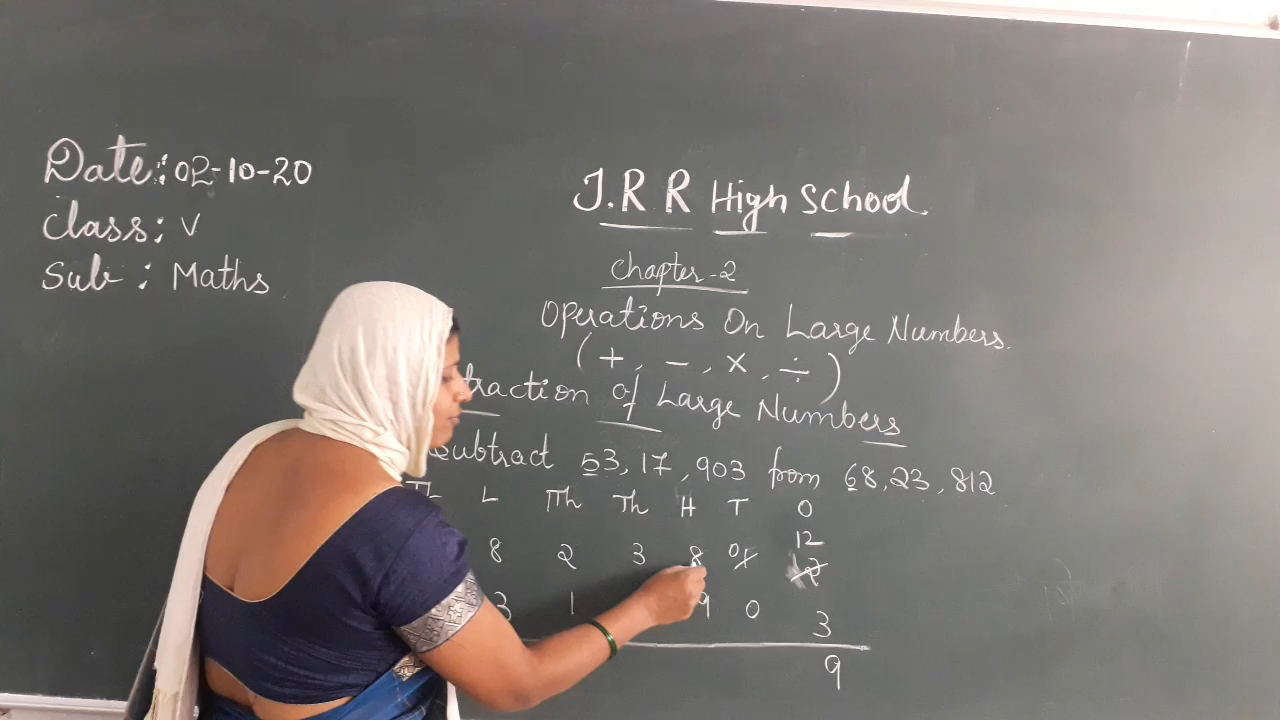 Date: 02-10-20
Class: V
Sub: Maths
J.R R High School.
Chapter-2
Operations On Large Numbers.
(+, -, x, ÷)
traction of Large Numbers
Subtract 53,17,903 from 68,23,812
L TTh Th H T O
12
8 2 3 8 0 2
3 1 9 0 3
9